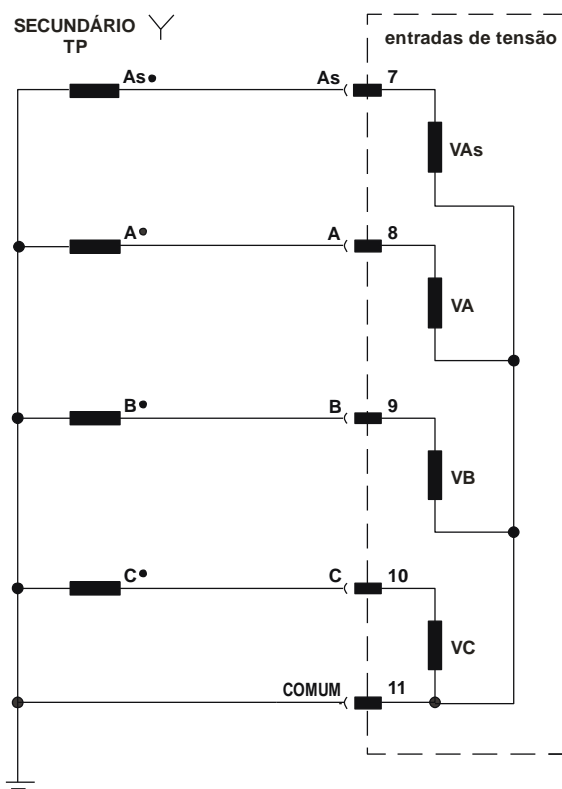 SECUNDÁRIO
TP
entradas de tensão
As As 7
VAs
A A 8
VA
B B 9
VB
C C 10
VC
COMUM 11